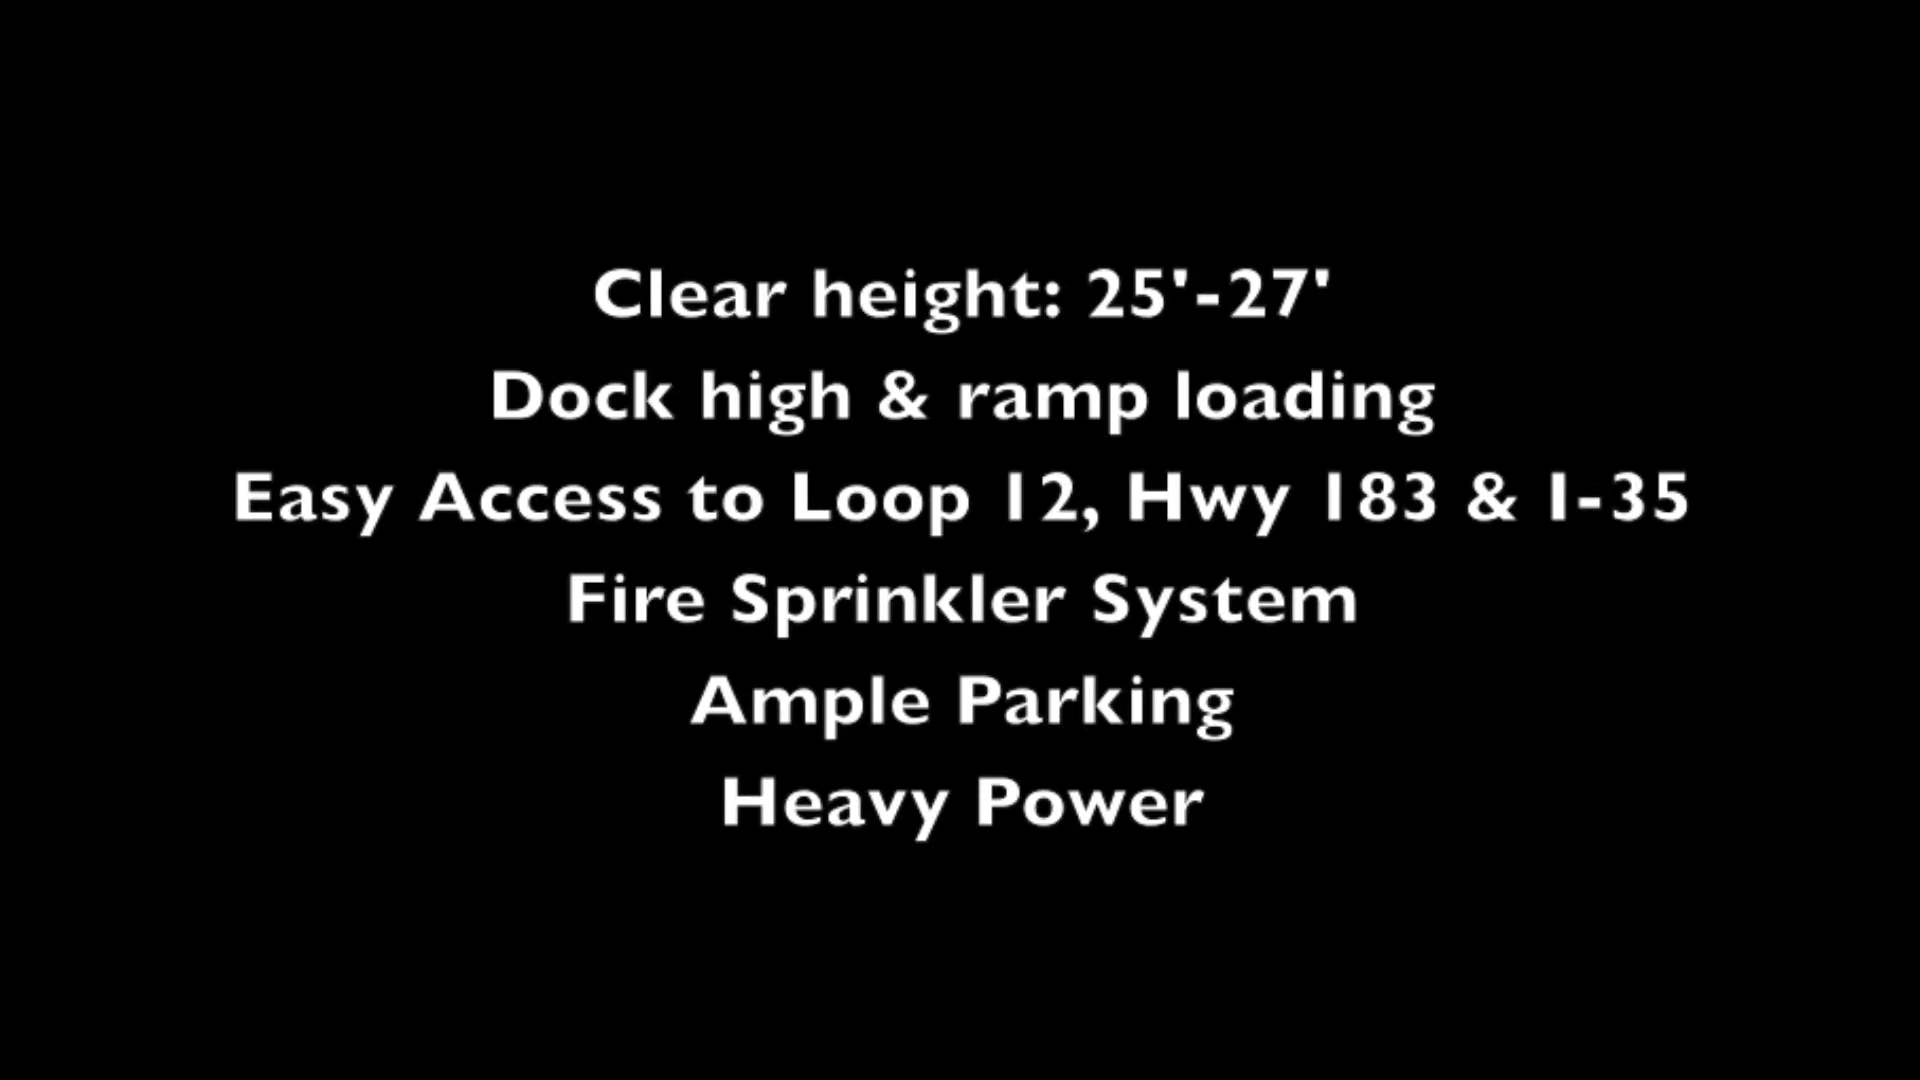 Clear height: 25'-27'
Dock high & ramp loading
Easy Access to Loop 12, Hwy 183 & I-35
Fire Sprinkler System
Ample Parking
Heavy Power